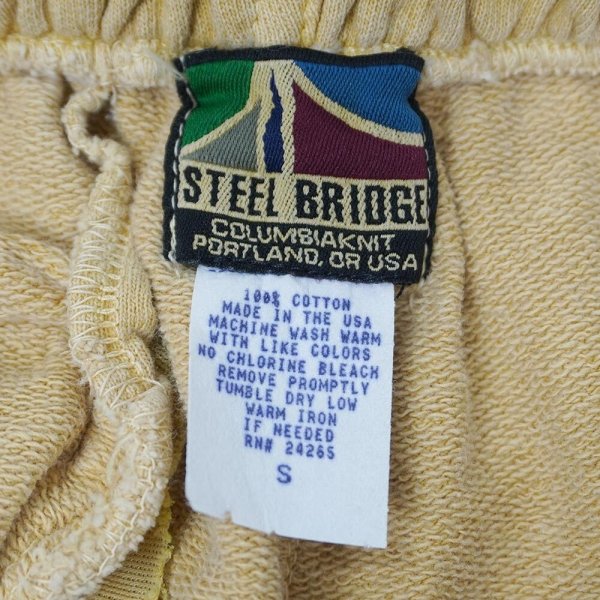 STEEL BRIDGE
COLUMBIAKNIT
PORTLAND, OR USA
100% COTTON
MADE IN THE USA
MACHINE WASH WARM
WITH LIKE COLORS
NO CHLORINE BLEACH
REMOVE PROMPTLY
TUMBLE DRY LOW
WARM IRON
IF NEEDED
RN# 24265
S